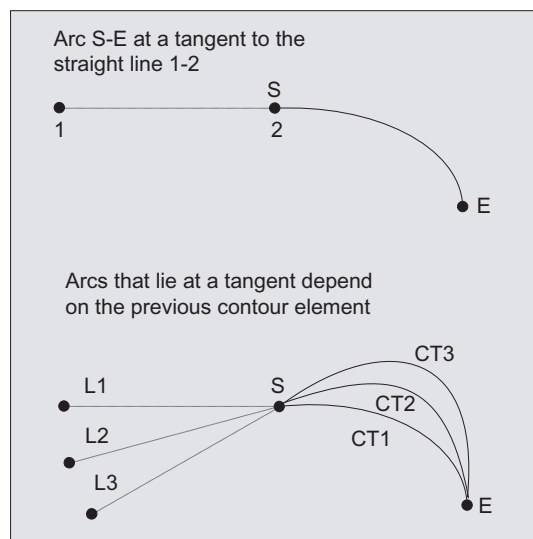 Arc S-E at a tangent to the
straight line 1-2
S
1
2
E
Arcs that lie at a tangent depend
on the previous contour element
CT3
L1
S
CT2
L2
CT1
L3
E